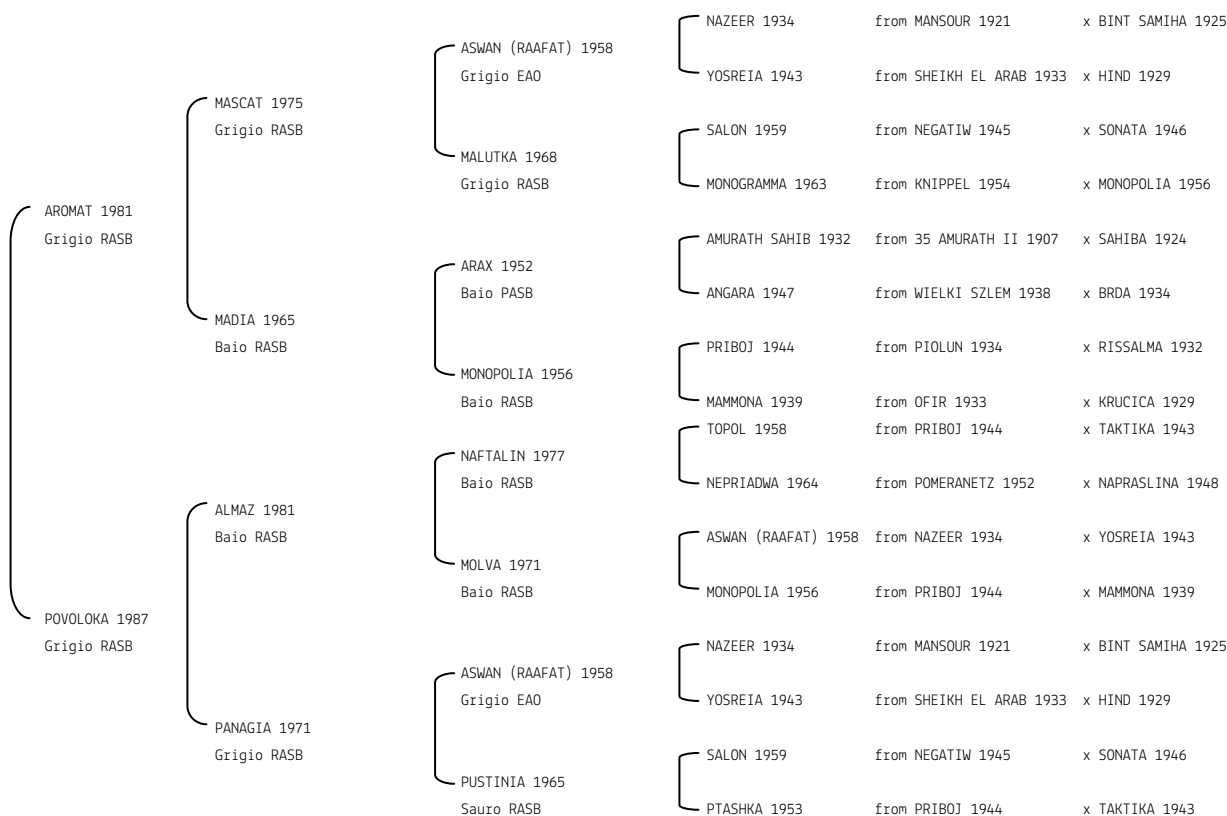 NAZEER 1934 from MANSOUR 1921 x BINT SAMIHA 1925
ASWAN (RAAFAT) 1958
Grigio EAO
YOSREIA 1943 from SHEIKH EL ARAB 1933 x HIND 1929
MASCAT 1975
Grigio RASB
SALON 1959 from NEGATIW 1945 x SONATA 1946
MALUTKA 1968
Grigio RASB
MONOGRAMMA 1963 from KNIPPEL 1954 x MONOPOLIA 1956
AROMAT 1981
Grigio RASB
AMURATH SAHIB 1932 from 35 AMURATH II 1907 x SAHIBA 1924
ARAX 1952
Baio PASB
ANGARA 1947 from WIELKI SZLEM 1938 x BRDA 1934
MADIA 1965
Baio RASB
PRIBOJ 1944 from PIOLUN 1934 x RISSALMA 1932
MONOPOLIA 1956
Baio RASB
MAMMONA 1939 from OFIR 1933 x KRUCICA 1929
TOPOL 1958 from PRIBOJ 1944 x TAKTIKA 1943
NAFTALIN 1977
Baio RASB
NEPRIADWA 1964 from POMERANETZ 1952 x NAPRASLINA 1948
ALMAZ 1981
Baio RASB
ASWAN (RAAFAT) 1958 from NAZEER 1934 x YOSREIA 1943
MOLVA 1971
Baio RASB
MONOPOLIA 1956 from PRIBOJ 1944 x MAMMONA 1939
POVOLOKA 1987
Grigio RASB
NAZEER 1934 from MANSOUR 1921 x BINT SAMIHA 1925
ASWAN (RAAFAT) 1958
Grigio EAO
YOSREIA 1943 from SHEIKH EL ARAB 1933 x HIND 1929
PANAGIA 1971
Grigio RASB
SALON 1959 from NEGATIW 1945 x SONATA 1946
PUSTINIA 1965
Sauro RASB
PTASHKA 1953 from PRIBOJ 1944 x TAKTIKA 1943